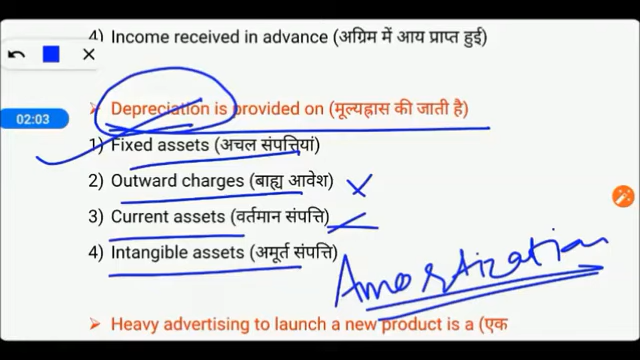 4) Income received in advance (अग्रिम में आय प्राप्त हुई)
02:03
➤ Depreciation is provided on (मूल्यह्रास की जाती है)
1) Fixed assets (अचल संपत्तियां)
2) Outward charges (बाह्य आवेश)
3) Current assets (वर्तमान संपत्ति)
4) Intangible assets (अमूर्त संपत्ति)
Amortization
➤ Heavy advertising to launch a new product is a (एक